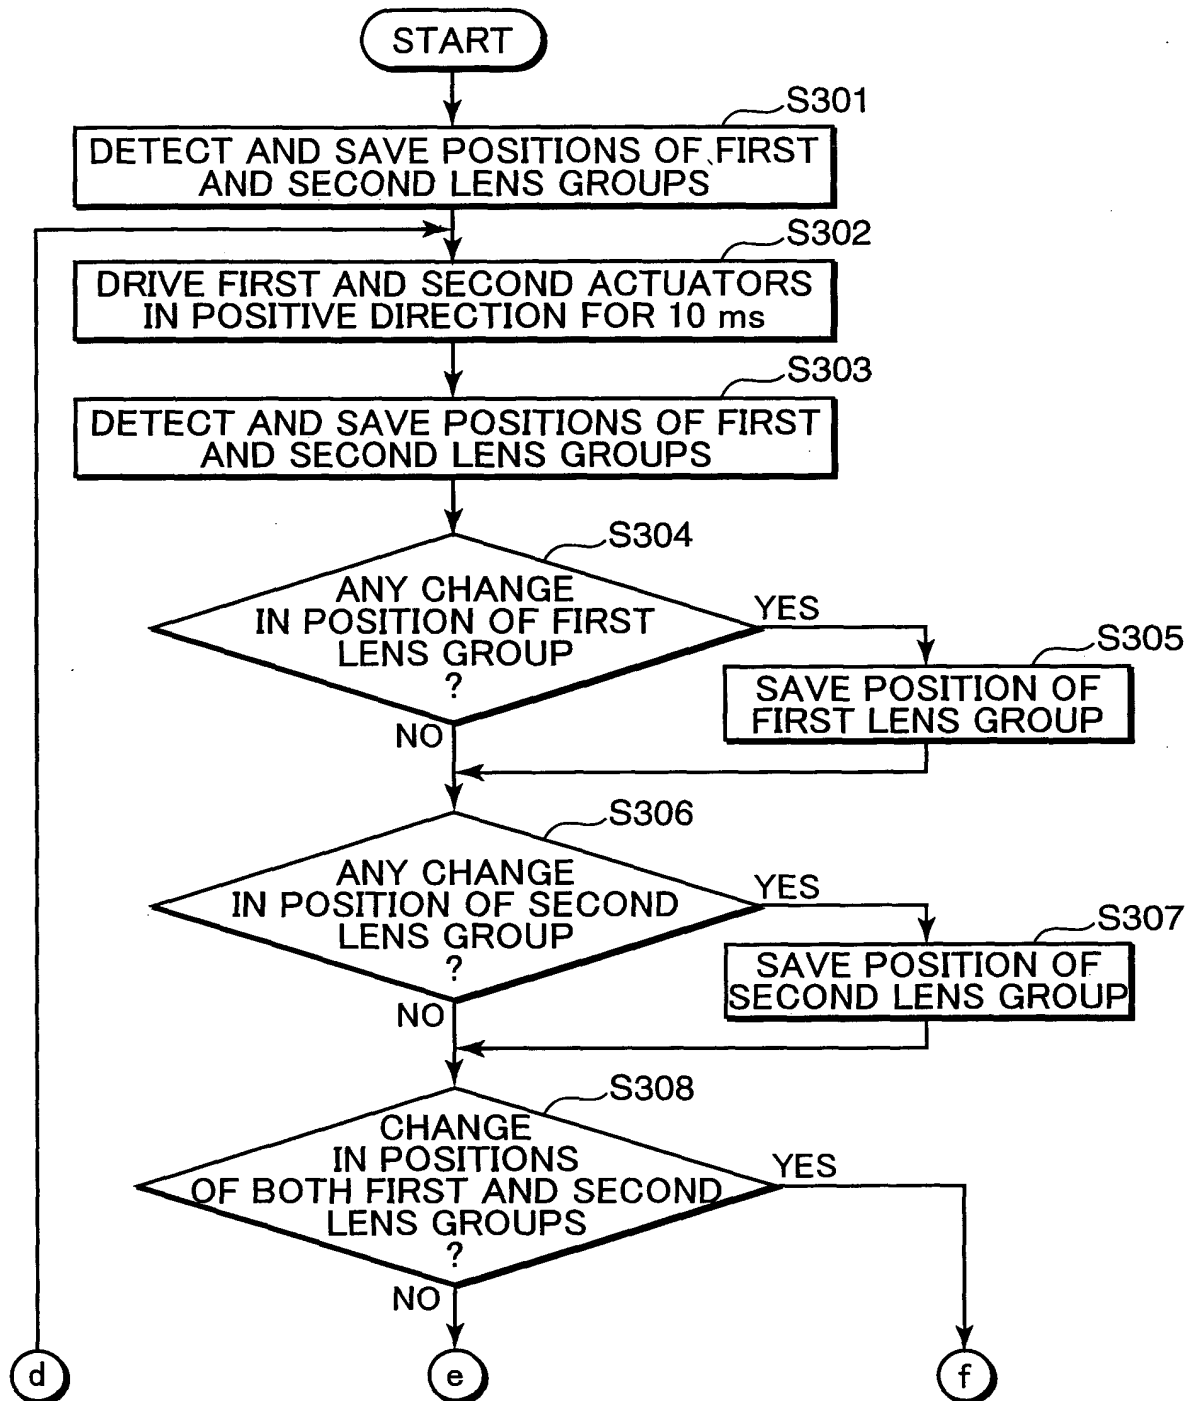 START
S301
DETECT AND SAVE POSITIONS OF FIRST
AND SECOND LENS GROUPS
S302
DRIVE FIRST AND SECOND ACTUATORS
IN POSITIVE DIRECTION FOR 10 ms
S303
DETECT AND SAVE POSITIONS OF FIRST
AND SECOND LENS GROUPS
S304
ANY CHANGE
IN POSITION OF FIRST
LENS GROUP
?
YES
NO
S305
SAVE POSITION OF
FIRST LENS GROUP
S306
ANY CHANGE
IN POSITION OF SECOND
LENS GROUP
?
YES
NO
S307
SAVE POSITION OF
SECOND LENS GROUP
S308
CHANGE
IN POSITIONS
OF BOTH FIRST AND SECOND
LENS GROUPS
?
YES
NO
d
e
f